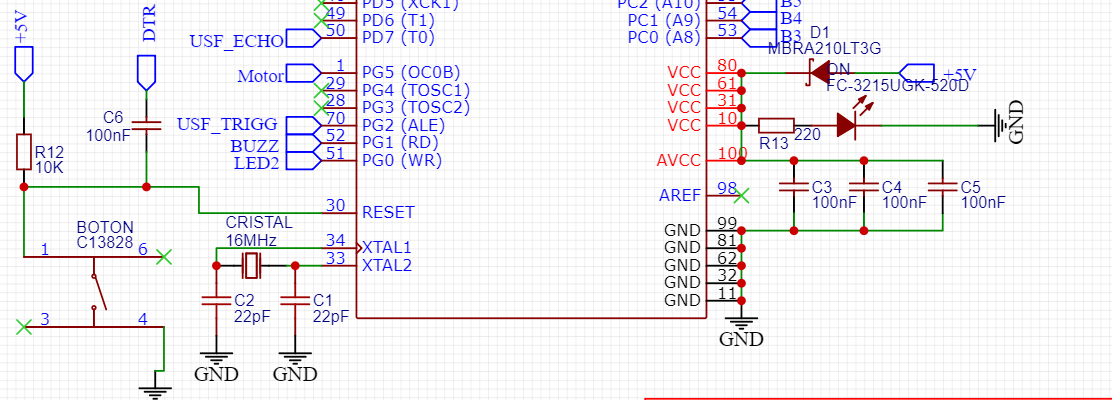 +5V
DTR
PD5 (XCK1)
49 PD6 (T1)
USF_ECHO 50 PD7 (T0)
Motor 1 PG5 (OC0B)
29 PG4 (TOSC1)
28 PG3 (TOSC2)
USF_TRIGG 70 PG2 (ALE)
BUZZ 52 PG1 (RD)
LED2 51 PG0 (WR)
30 RESET
34 XTAL1
33 XTAL2
C6
100nF
R12
10K
BOTON
C13828
1 6
3 4
CRISTAL
16MHz
C2
22pF
C1
22pF
GND
GND
PC2 (A10) B5
PC1 (A9) 54 B4
PC0 (A8) 53 B3
D1
MBRA210LT3G
VCC 80
ON
+5V
VCC 61
FC-3215UGK-520D
VCC 31
VCC 10
R13 220
GND
AVCC 100
AREF 98
C3
100nF
C4
100nF
C5
100nF
GND 99
GND 81
GND 62
GND 32
GND 11
GND